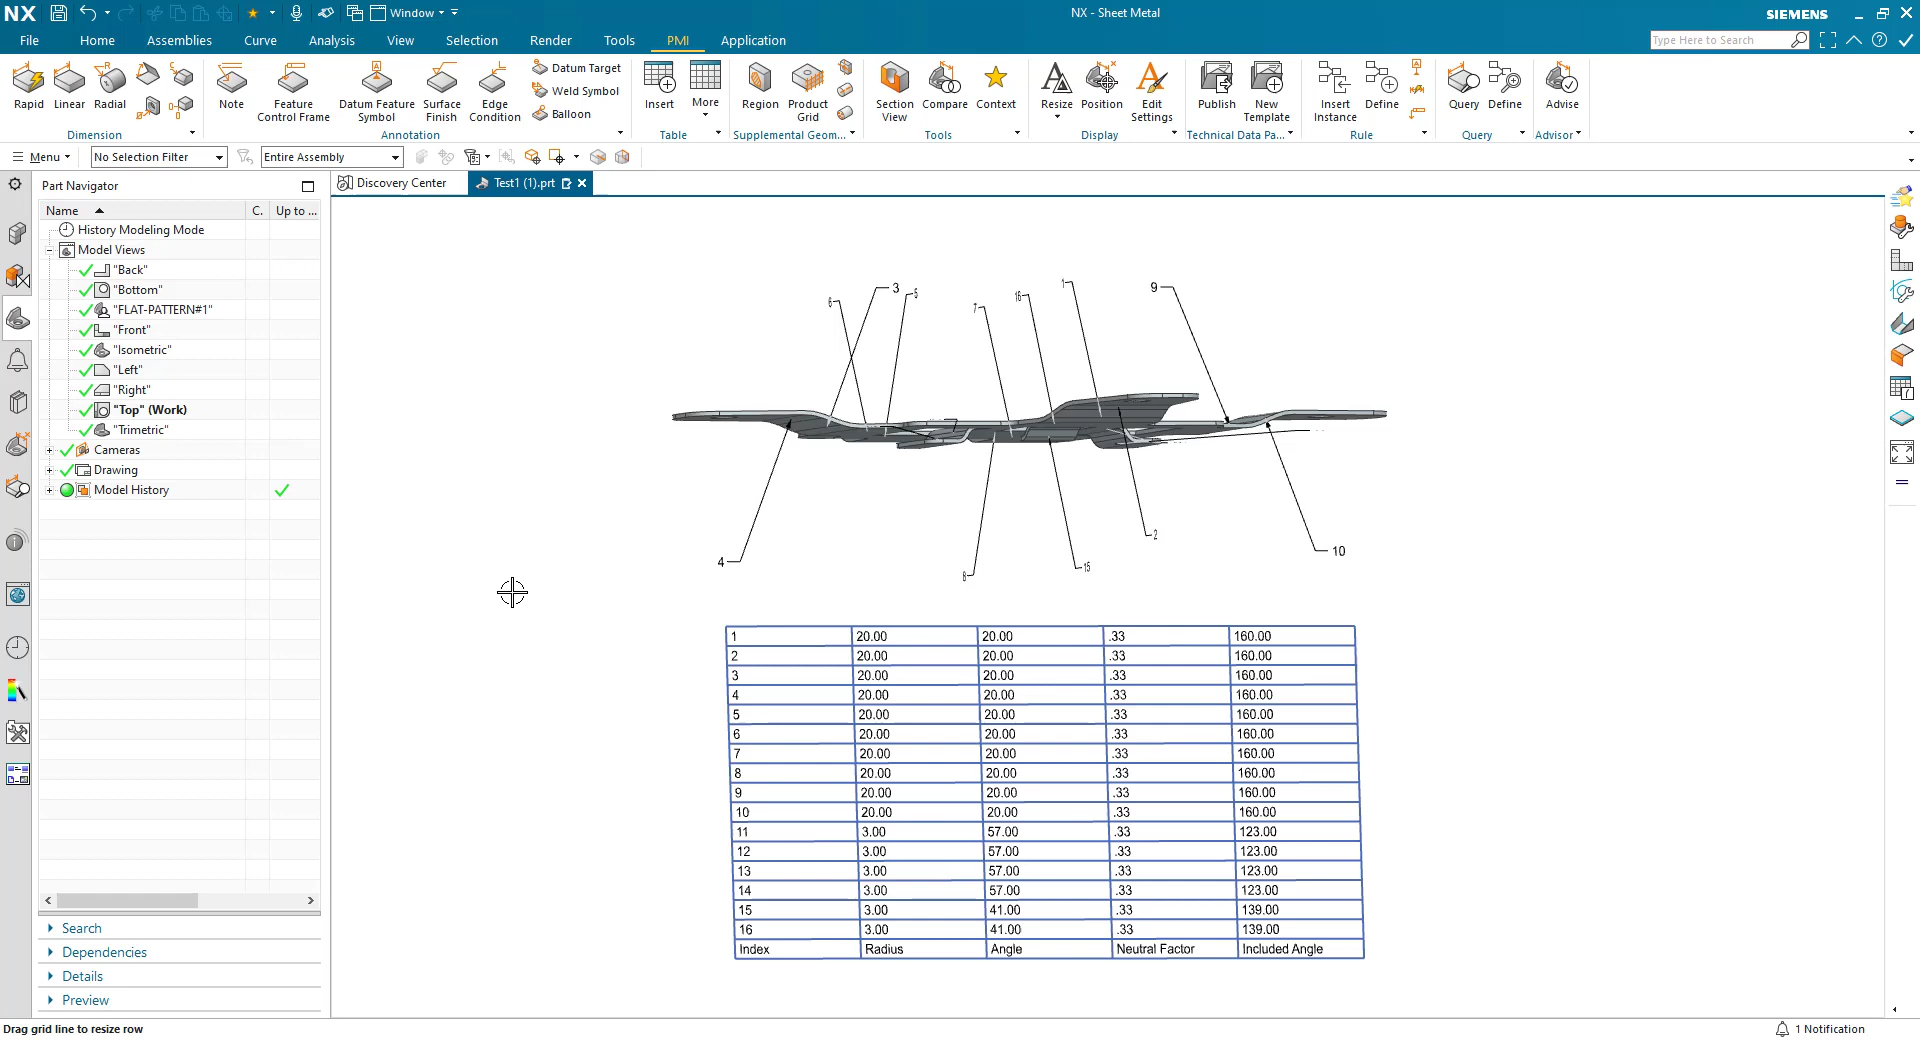 NX
Window
NX - Sheet Metal
SIEMENS
File
Home
Assemblies
Curve
Analysis
View
Selection
Render
Tools
PMI
Application
Type Here to Search
Rapid
Linear
Radial
Dimension
Note
Feature
Control Frame
Datum Feature
Symbol
Surface
Finish
Edge
Condition
Datum Target
Weld Symbol
Balloon
Annotation
Insert
More
Table
Region
Product
Grid
Supplemental Geom...
Section
View
Compare
Context
Tools
Resize
Position
Edit
Settings
Display
Publish
New
Template
Technical Data Pa...
Insert
Instance
Define
Rule
Query
Define
Query
Advise
Advisor
Menu
No Selection Filter
Entire Assembly
Part Navigator
Discovery Center
Test1 (1).prt
Name
C.
Up to ...
History Modeling Mode
Model Views
"Back"
"Bottom"
"FLAT-PATTERN#1"
"Front"
"Isometric"
"Left"
"Right"
"Top" (Work)
"Trimetric"
Cameras
Drawing
Model History
Search
Dependencies
Details
Preview
6
3
5
7
16
1
9
4
8
15
2
10
1 20.00 20.00 .33 160.00
2 20.00 20.00 .33 160.00
3 20.00 20.00 .33 160.00
4 20.00 20.00 .33 160.00
5 20.00 20.00 .33 160.00
6 20.00 20.00 .33 160.00
7 20.00 20.00 .33 160.00
8 20.00 20.00 .33 160.00
9 20.00 20.00 .33 160.00
10 20.00 20.00 .33 160.00
11 3.00 57.00 .33 123.00
12 3.00 57.00 .33 123.00
13 3.00 57.00 .33 123.00
14 3.00 57.00 .33 123.00
15 3.00 41.00 .33 139.00
16 3.00 41.00 .33 139.00
Index Radius Angle Neutral Factor Included Angle
Drag grid line to resize row
1 Notification